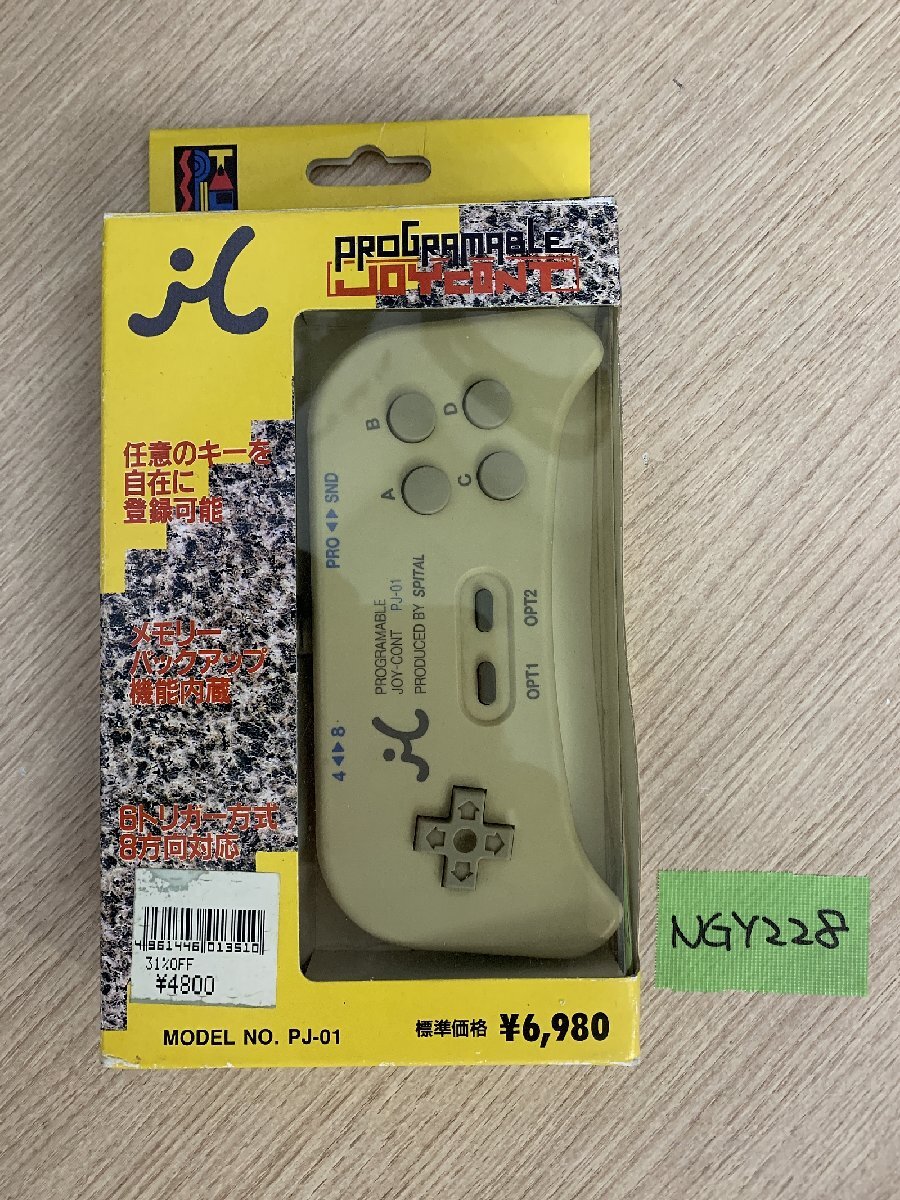 PROGRAMABLE
JOYCONT
任意のキーを
自在に
登録可能
メモリー
バックアップ
機能内蔵
6トリガー方式
8方向対応
B
D
A
C
PRO ◀▶ SND
4 ◀▶ 8
PROGRAMABLE
JOY-CONT PJ-01
PRODUCED BY SPITAL
OPT1 OPT2
4961446 013510
31%OFF
¥4800
MODEL NO. PJ-01
標準価格 ¥6,980
NGY228